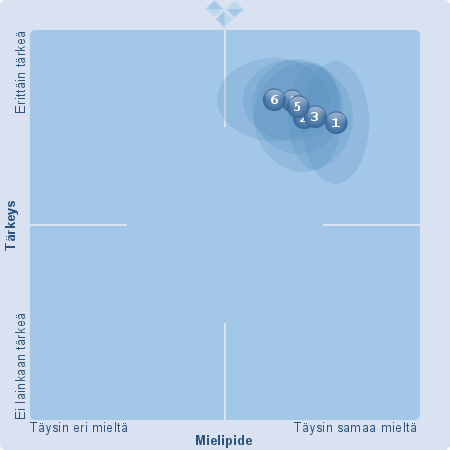 Erittäin tärkeä
6
5
3
1
Tärkeys
Ei lainkaan tärkeä
Täysin eri mieltä
Täysin samaa mieltä
Mielipide